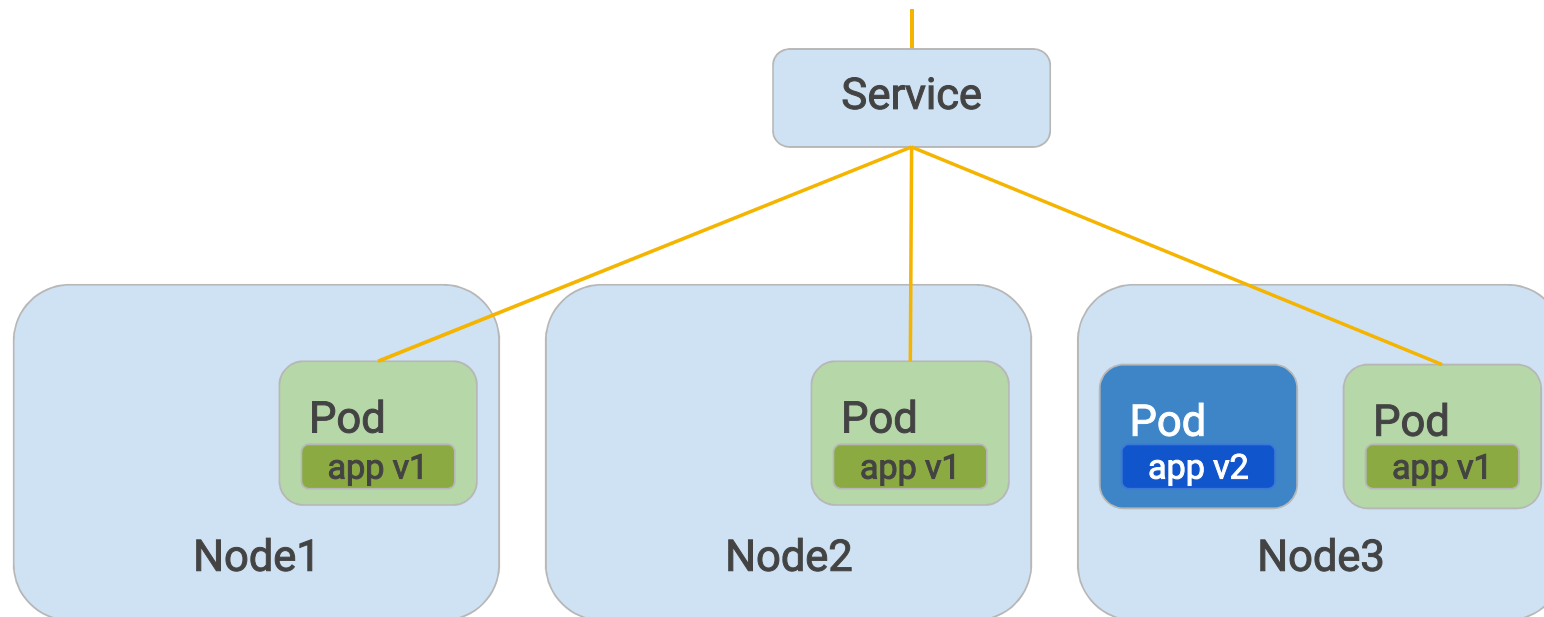 Service
Pod
app v1
Node1
Pod
app v1
Node2
Pod
app v2
Pod
app v1
Node3